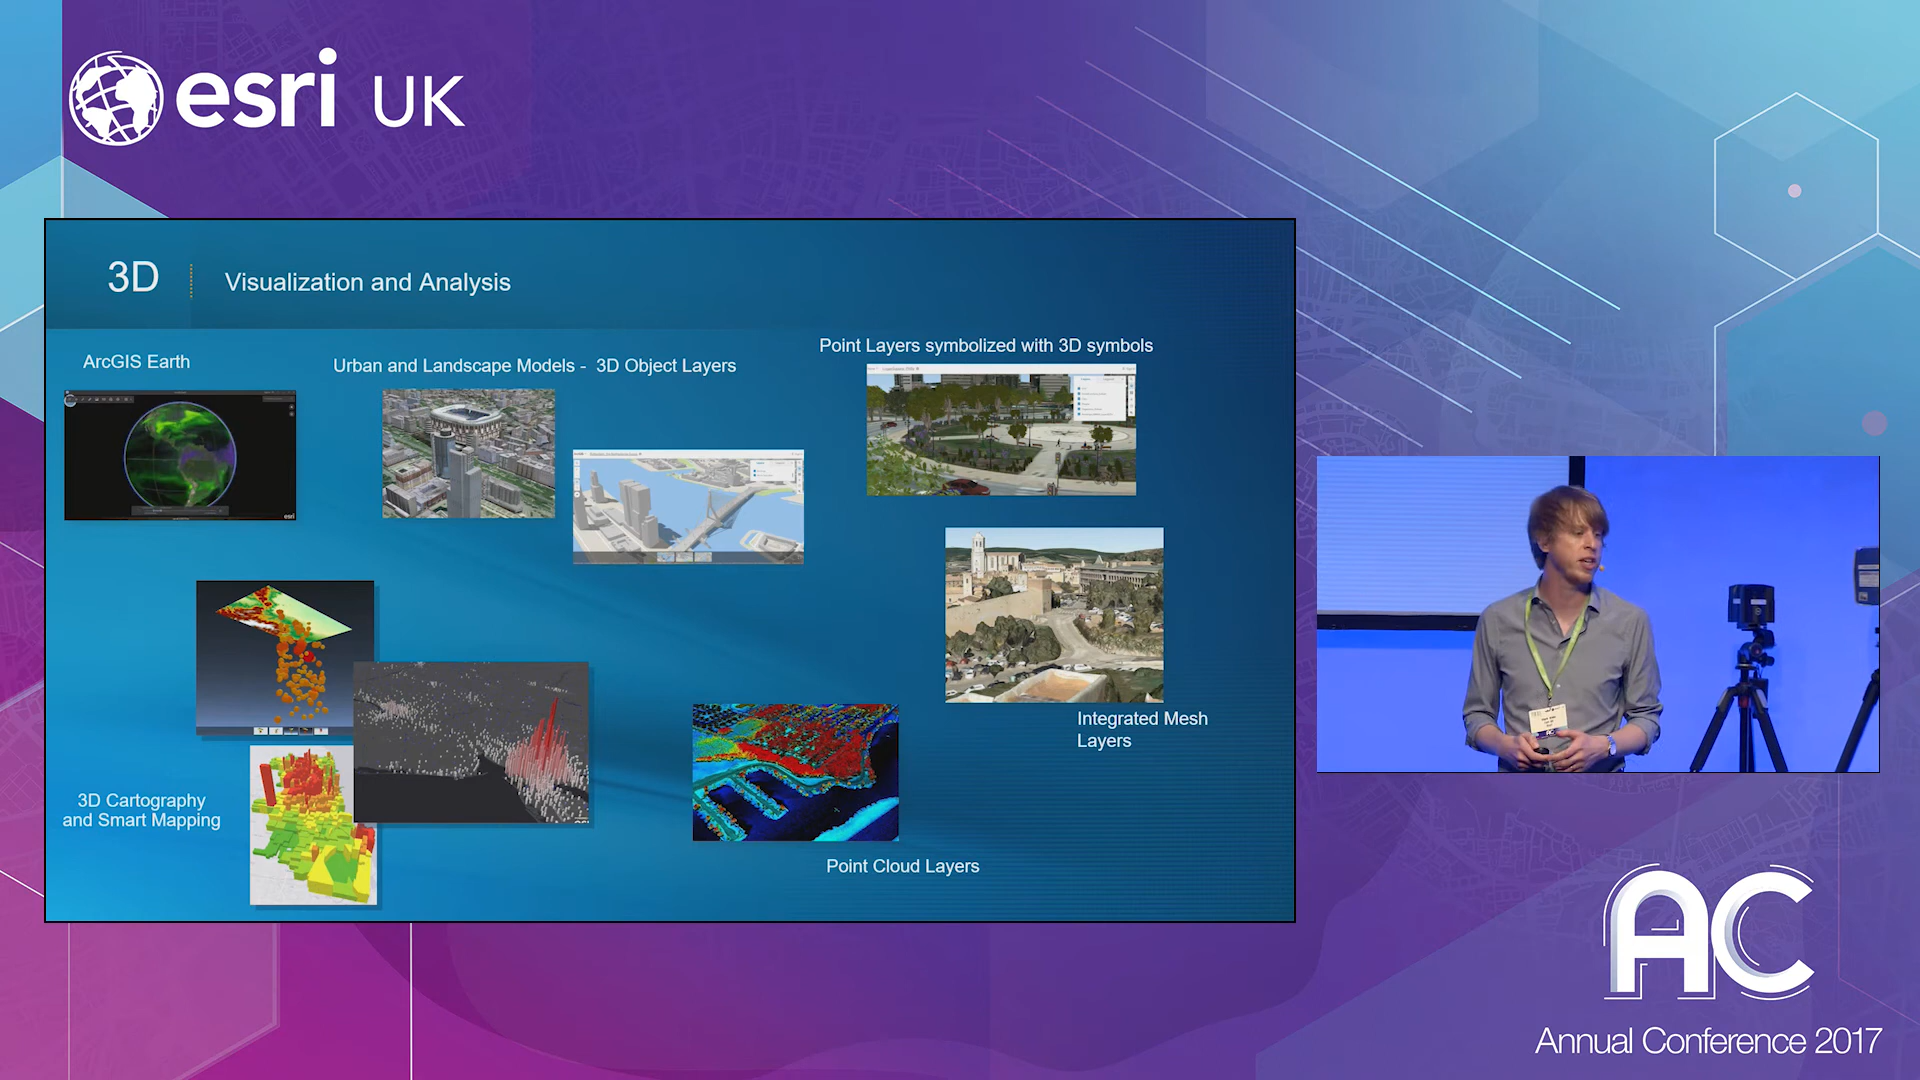 esri UK
3D
Visualization and Analysis
ArcGIS Earth
Urban and Landscape Models - 3D Object Layers
Point Layers symbolized with 3D symbols
Integrated Mesh
Layers
3D Cartography
and Smart Mapping
Point Cloud Layers
esri
AC
Annual Conference 2017